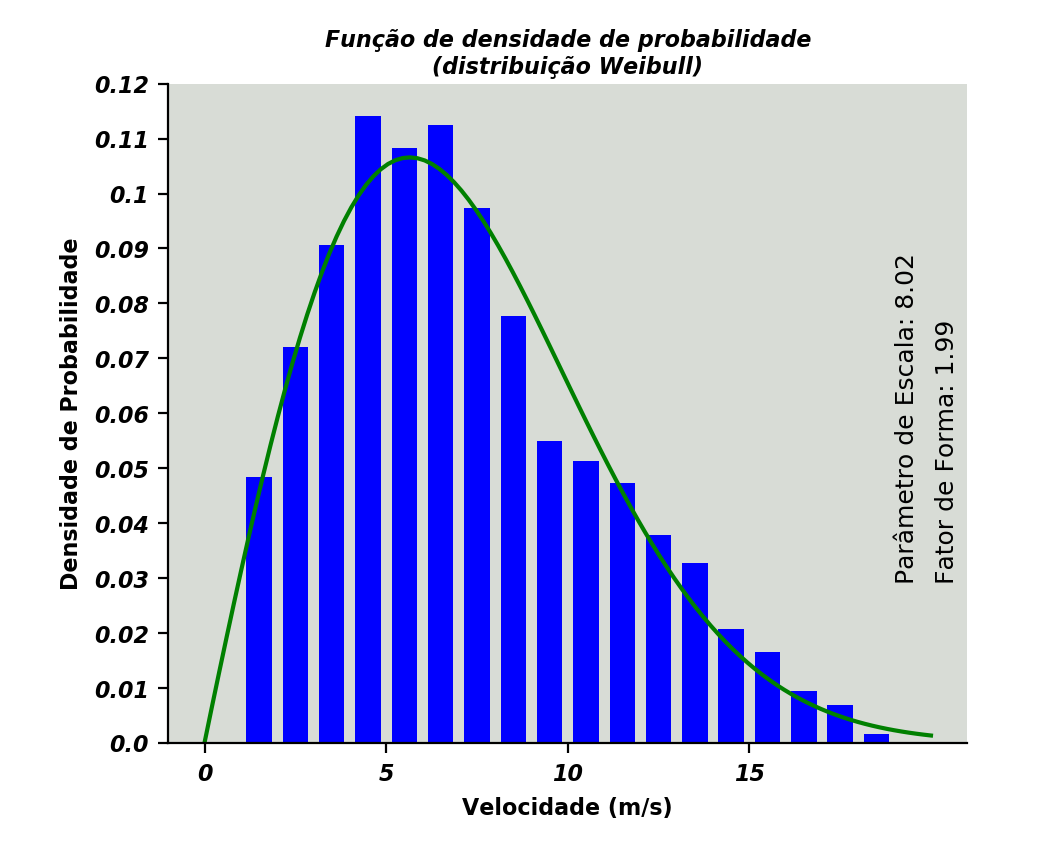 Função de densidade de probabilidade
(distribuição Weibull)
0.12
0.11
0.1
0.09
0.08
0.07
0.06
0.05
0.04
0.03
0.02
0.01
0.0
Densidade de Probabilidade
Parâmetro de Escala: 8.02
Fator de Forma: 1.99
0 5 10 15
Velocidade (m/s)